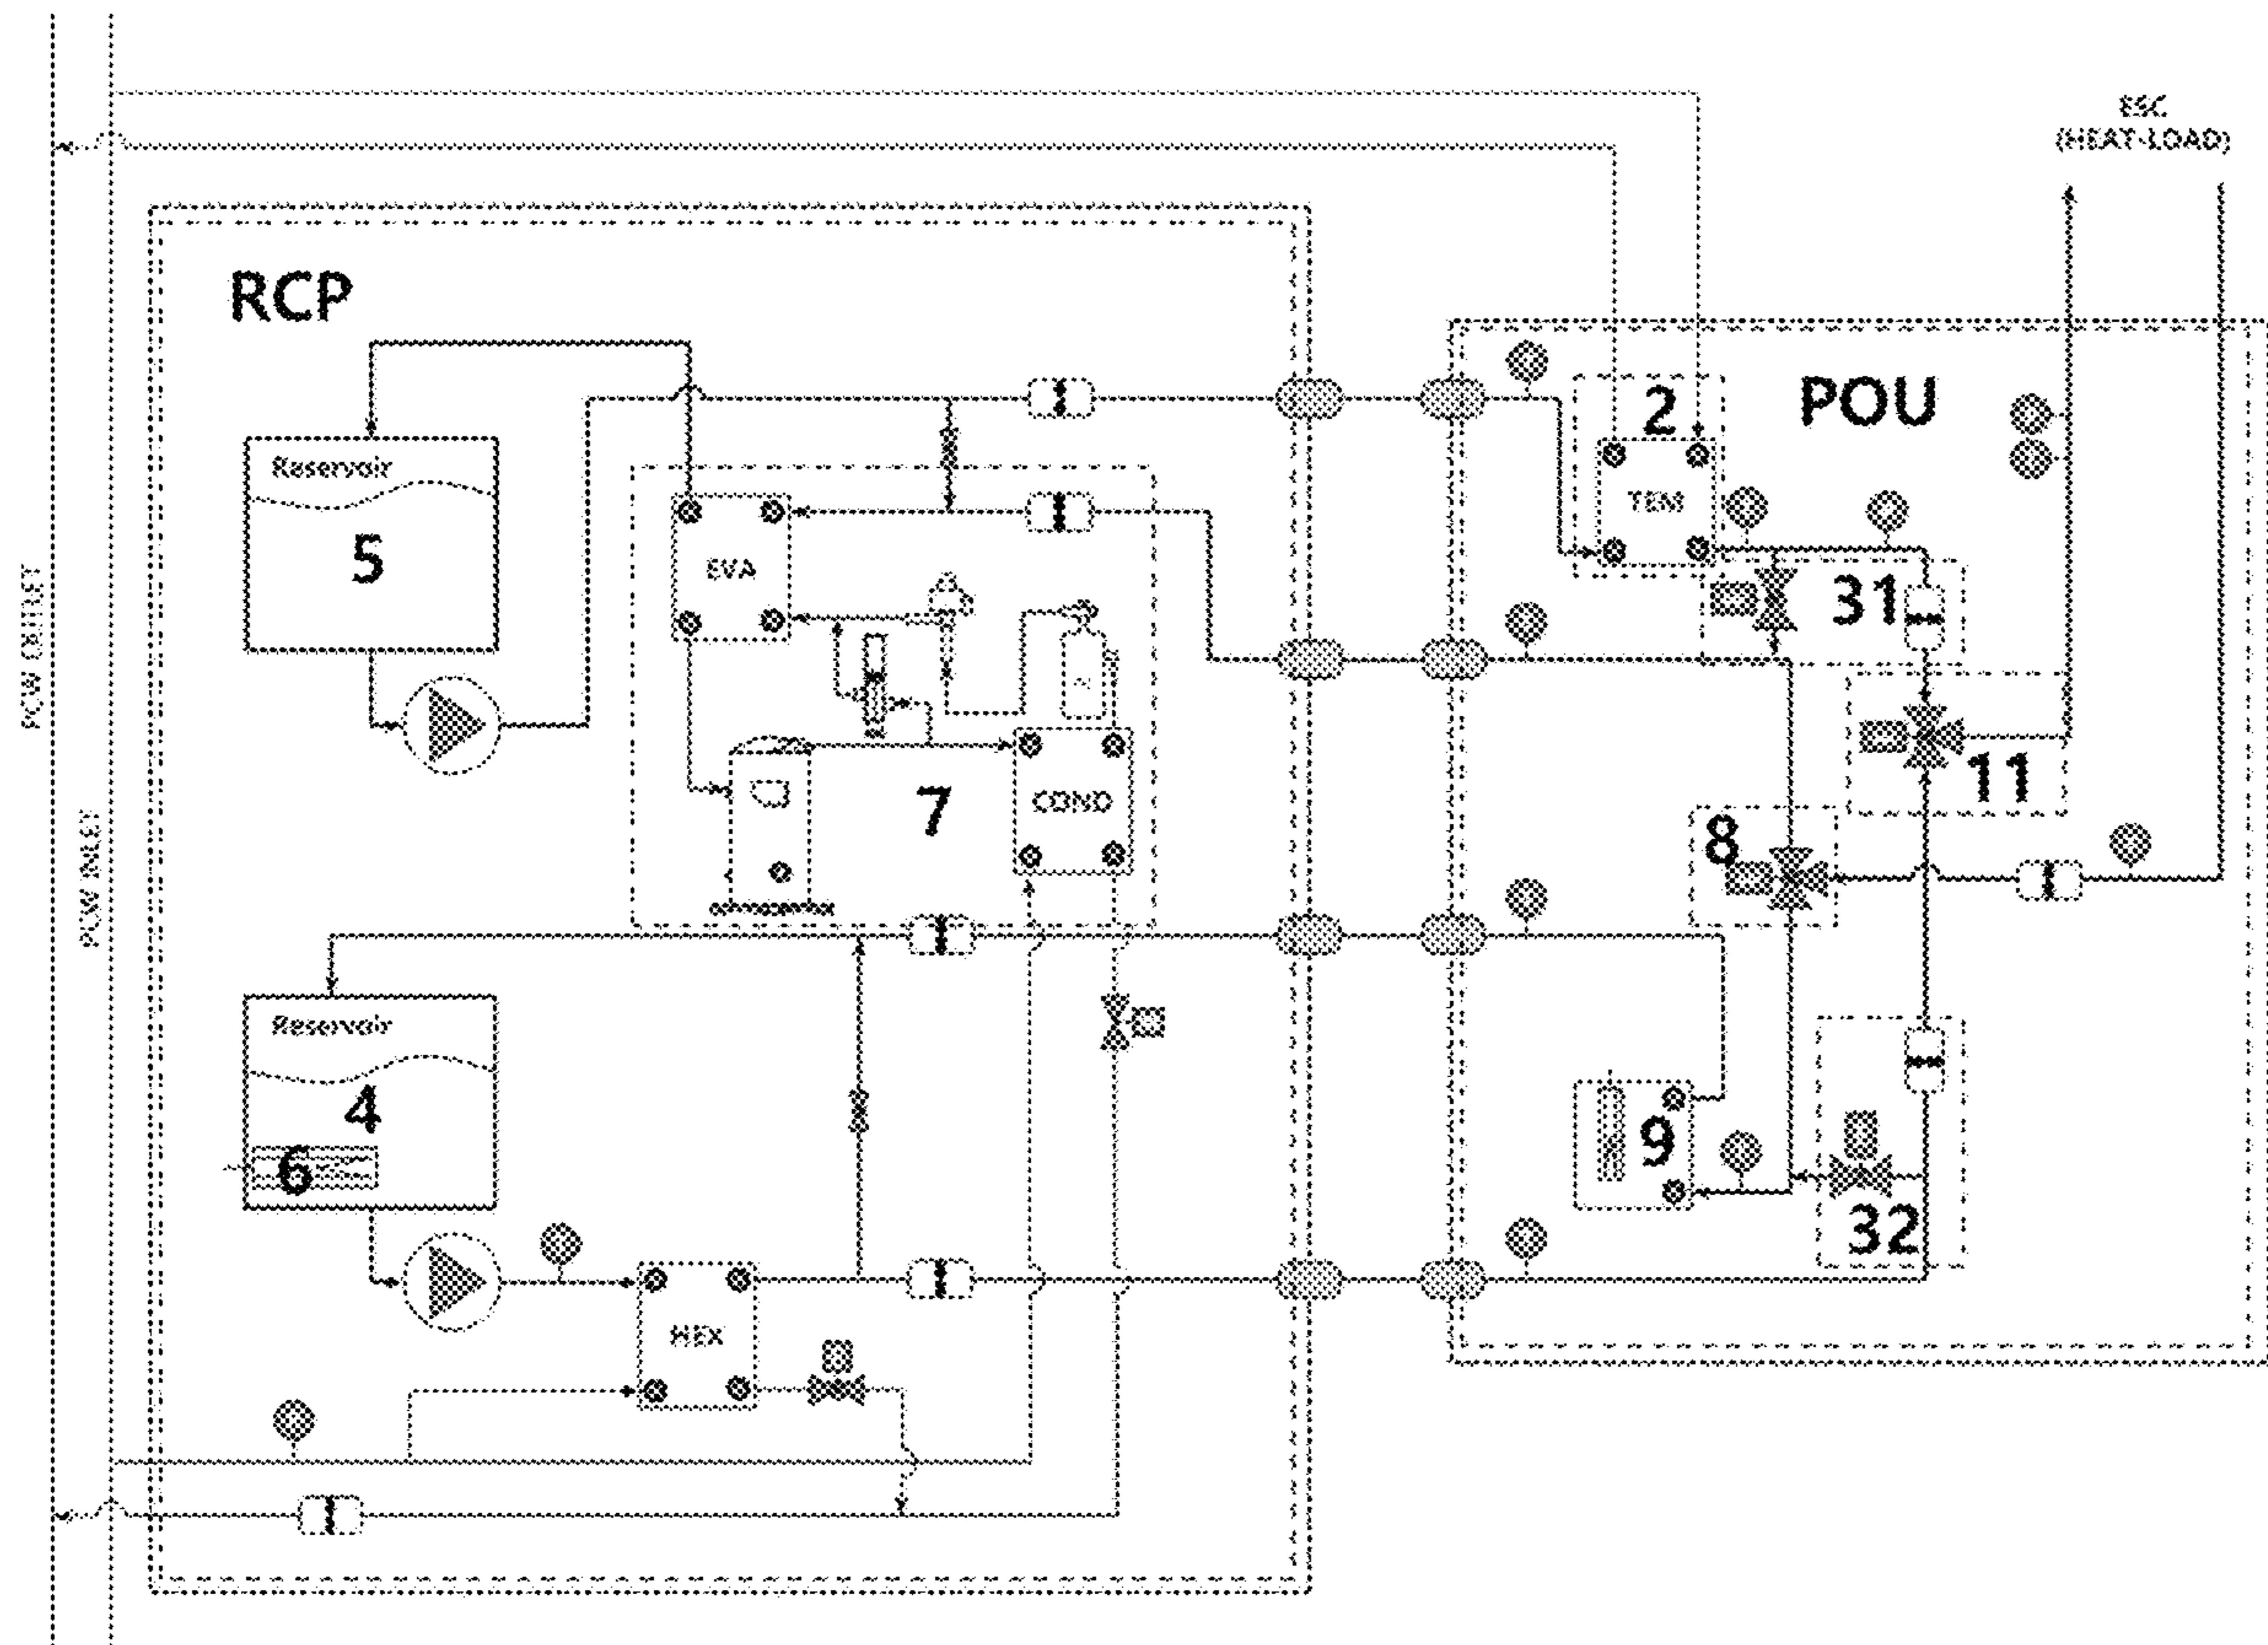 ESC
(HEAT-LOAD)
RCP
POU
2
TEM
Reservoir
5
EVA
31
PCW OUTLET
PCW INLET
7
COND
11
8
Reservoir
4
6
9
32
HEX